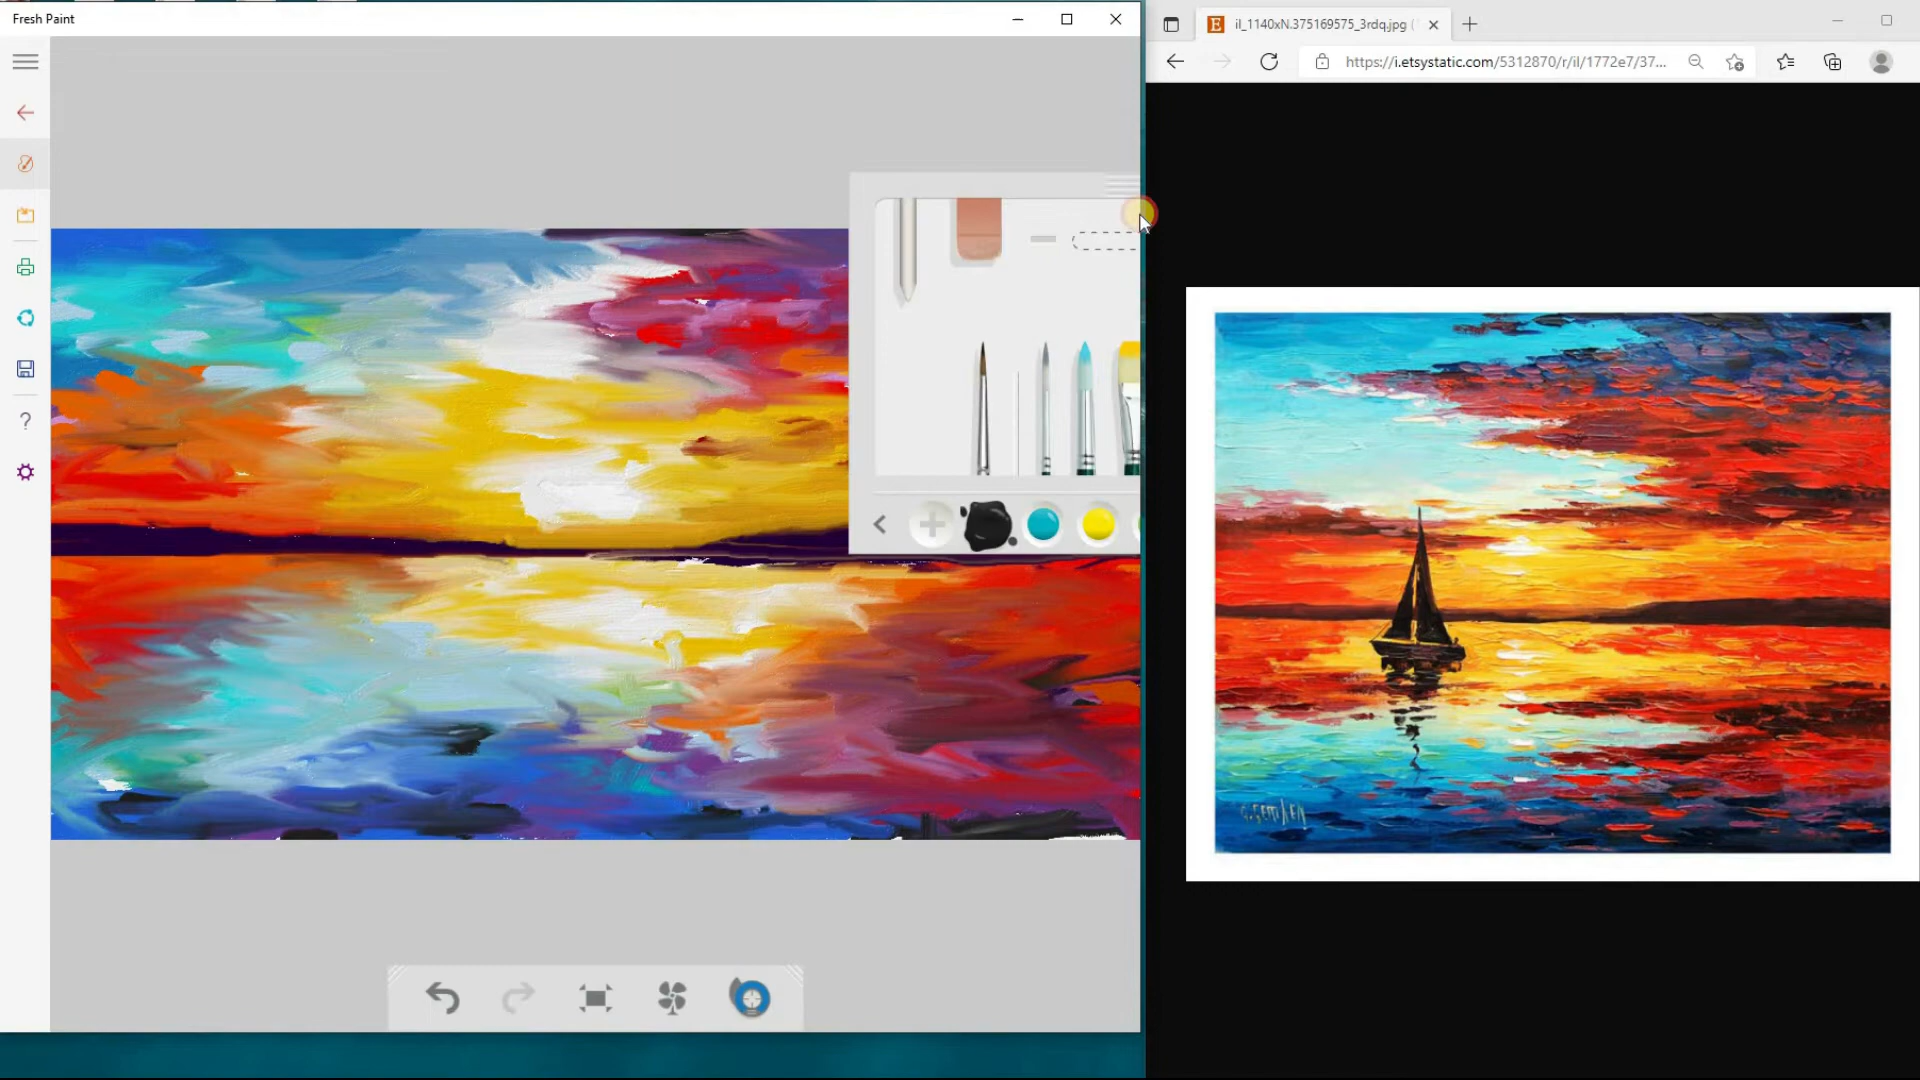 Fresh Paint
il_1140xN.375169575_3rdq.jpg (
https://i.etsystatic.com/5312870/r/il/1772e7/37...
E
?